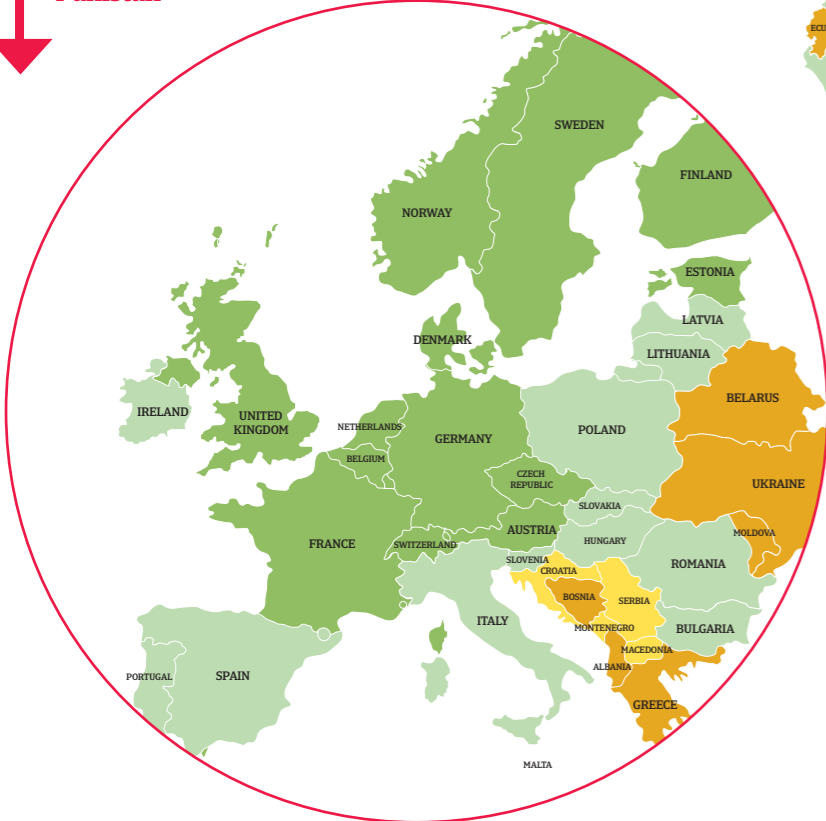 SWEDEN
FINLAND
NORWAY
ESTONIA
LATVIA
DENMARK
LITHUANIA
BELARUS
IRELAND
UNITED
KINGDOM
NETHERLANDS
GERMANY
POLAND
BELGIUM
CZECH
REPUBLIC
UKRAINE
SLOVAKIA
AUSTRIA
MOLDOVA
FRANCE
SWITZERLAND
HUNGARY
SLOVENIA
ROMANIA
CROATIA
BOSNIA
SERBIA
ITALY
MONTENEGRO
BULGARIA
MACEDONIA
ALBANIA
PORTUGAL
SPAIN
GREECE
MALTA